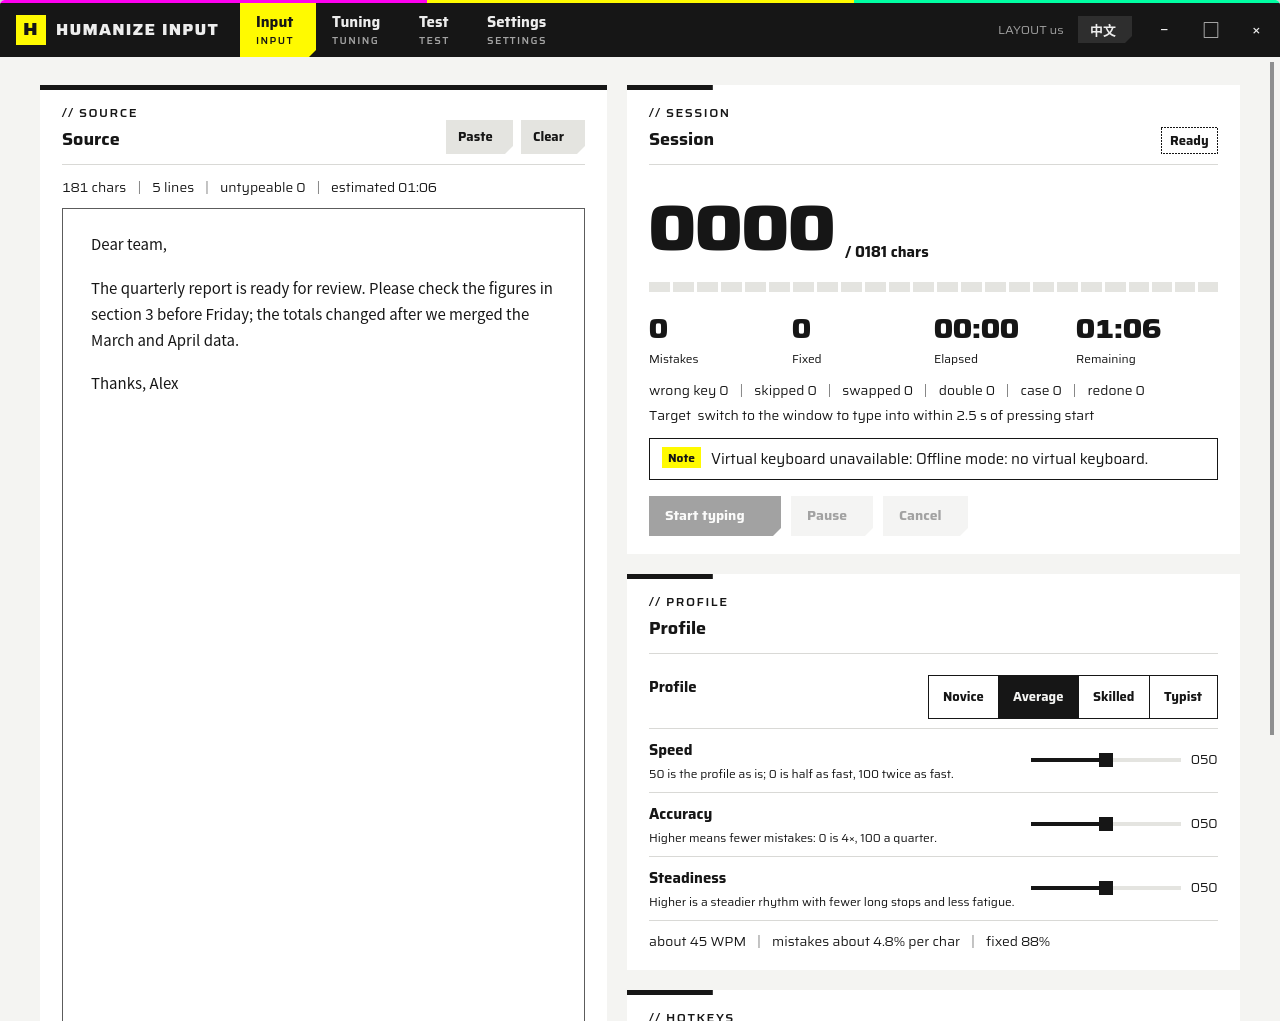 H HUMANIZE INPUT
Input
INPUT
Tuning
TUNING
Test
TEST
Settings
SETTINGS
LAYOUT us
中文
// SOURCE
Source
Paste
Clear
181 chars | 5 lines | untypeable 0 | estimated 01:06
Dear team,
The quarterly report is ready for review. Please check the figures in
section 3 before Friday; the totals changed after we merged the
March and April data.
Thanks, Alex
// SESSION
Session
Ready
0000 / 0181 chars
0
Mistakes
0
Fixed
00:00
Elapsed
01:06
Remaining
wrong key 0 | skipped 0 | swapped 0 | double 0 | case 0 | redone 0
Target switch to the window to type into within 2.5 s of pressing start
Note Virtual keyboard unavailable: Offline mode: no virtual keyboard.
Start typing
Pause
Cancel
// PROFILE
Profile
Profile
Novice
Average
Skilled
Typist
Speed
50 is the profile as is; 0 is half as fast, 100 twice as fast.
050
Accuracy
Higher means fewer mistakes: 0 is 4×, 100 a quarter.
050
Steadiness
Higher is a steadier rhythm with fewer long stops and less fatigue.
050
about 45 WPM | mistakes about 4.8% per char | fixed 88%
// HOTKEYS